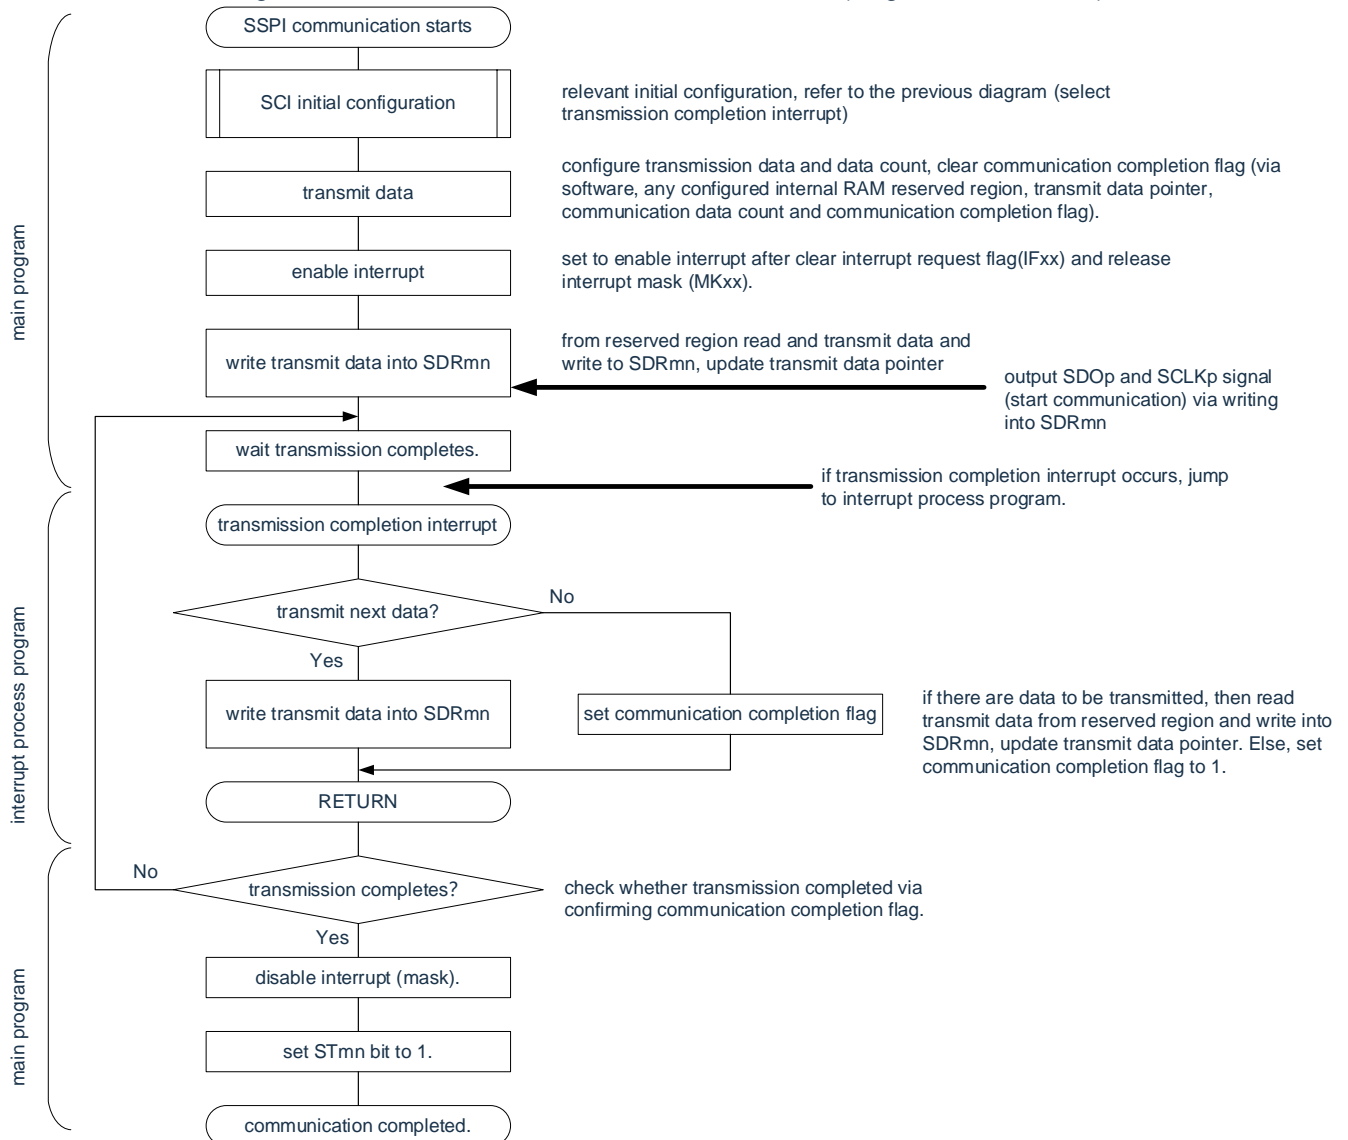 SSPI communication starts
SCI initial configuration
relevant initial configuration, refer to the previous diagram (select
transmission completion interrupt)
transmit data
configure transmission data and data count, clear communication completion flag (via
software, any configured internal RAM reserved region, transmit data pointer,
communication data count and communication completion flag).
main program
enable interrupt
set to enable interrupt after clear interrupt request flag(IFxx) and release
interrupt mask (MKxx).
write transmit data into SDRmn
from reserved region read and transmit data and
write to SDRmn, update transmit data pointer
output SDOp and SCLKp signal
(start communication) via writing
into SDRmn
wait transmission completes.
if transmission completion interrupt occurs, jump
to interrupt process program.
transmission completion interrupt
transmit next data?
No
Yes
interrupt process program
write transmit data into SDRmn
set communication completion flag
if there are data to be transmitted, then read
transmit data from reserved region and write into
SDRmn, update transmit data pointer. Else, set
communication completion flag to 1.
RETURN
No
transmission completes?
check whether transmission completed via
confirming communication completion flag.
Yes
main program
disable interrupt (mask).
set STmn bit to 1.
communication completed.